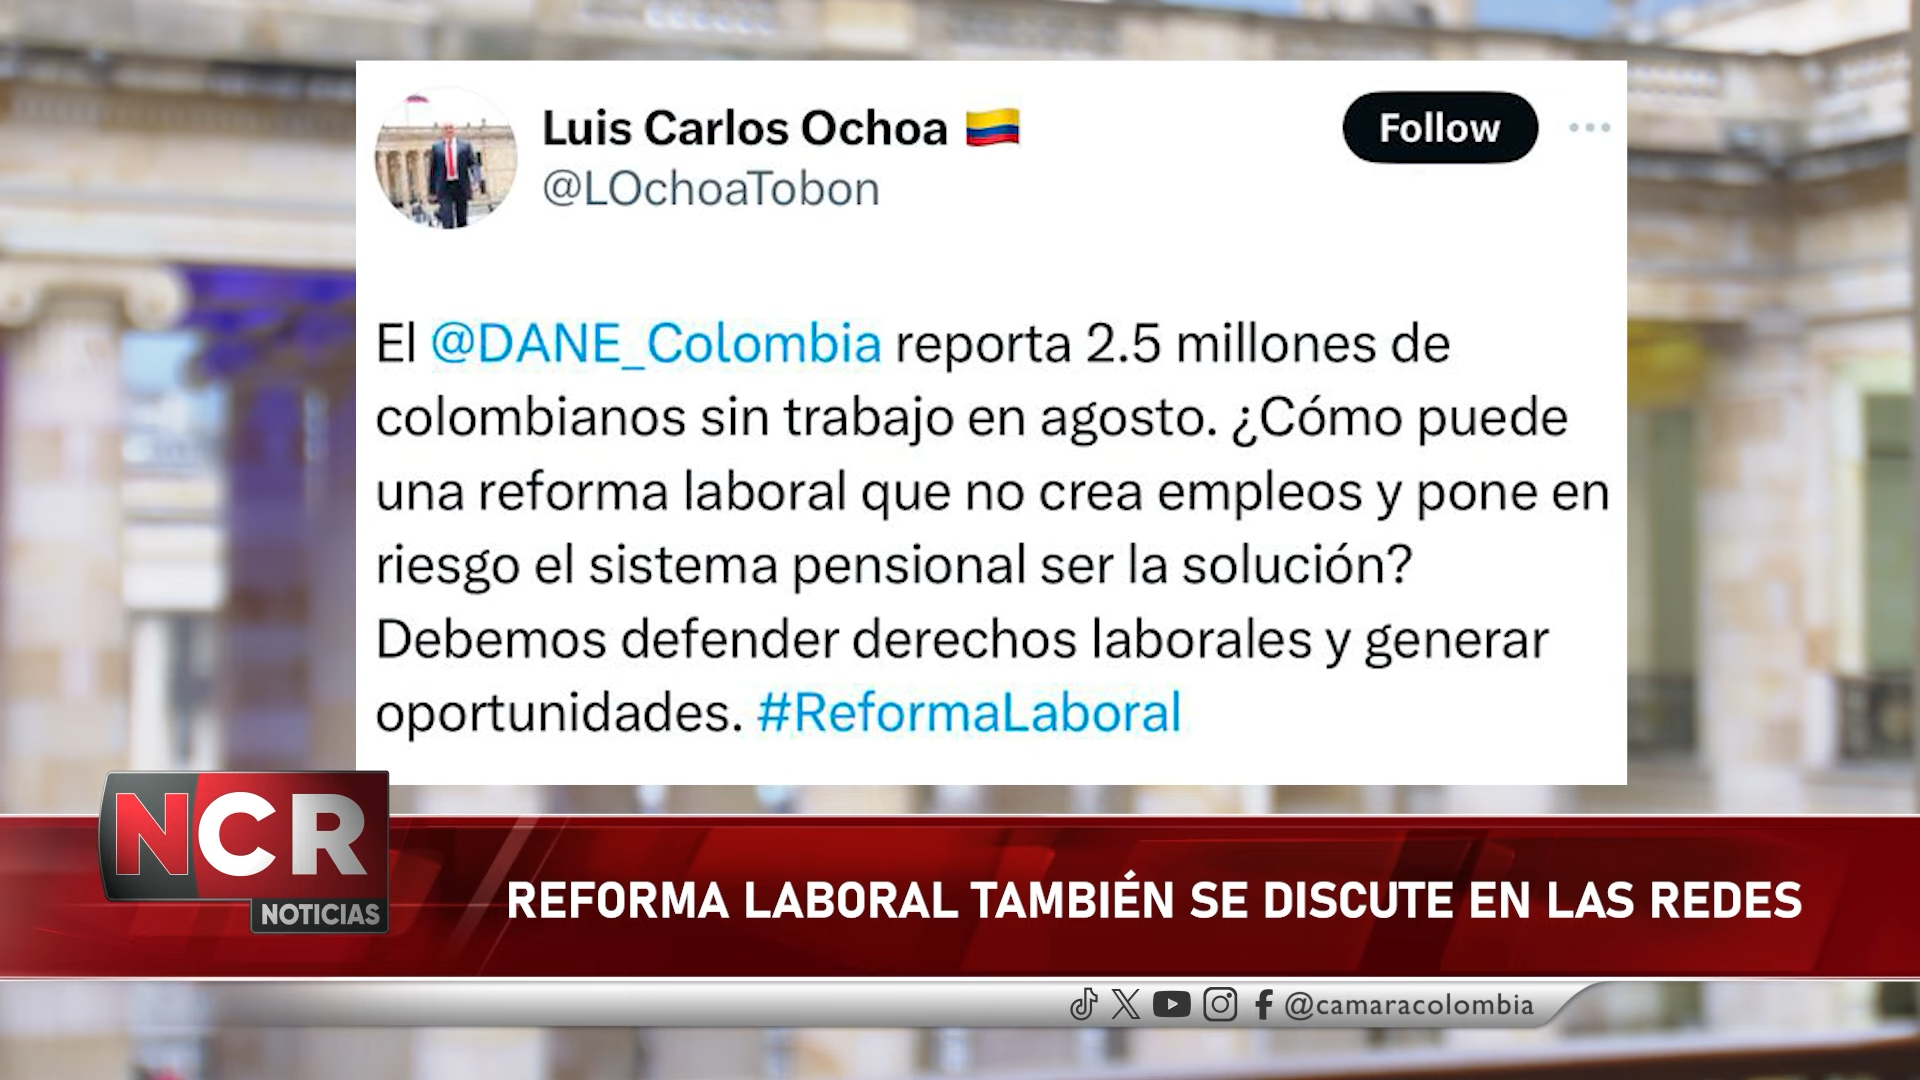 Luis Carlos Ochoa 🇨🇴
Follow
@LOchoaTobon
El @DANE_Colombia reporta 2.5 millones de
colombianos sin trabajo en agosto. ¿Cómo puede
una reforma laboral que no crea empleos y pone en
riesgo el sistema pensional ser la solución?
Debemos defender derechos laborales y generar
oportunidades. #ReformaLaboral
NCR
NOTICIAS
REFORMA LABORAL TAMBIÉN SE DISCUTE EN LAS REDES
@camaracolombia